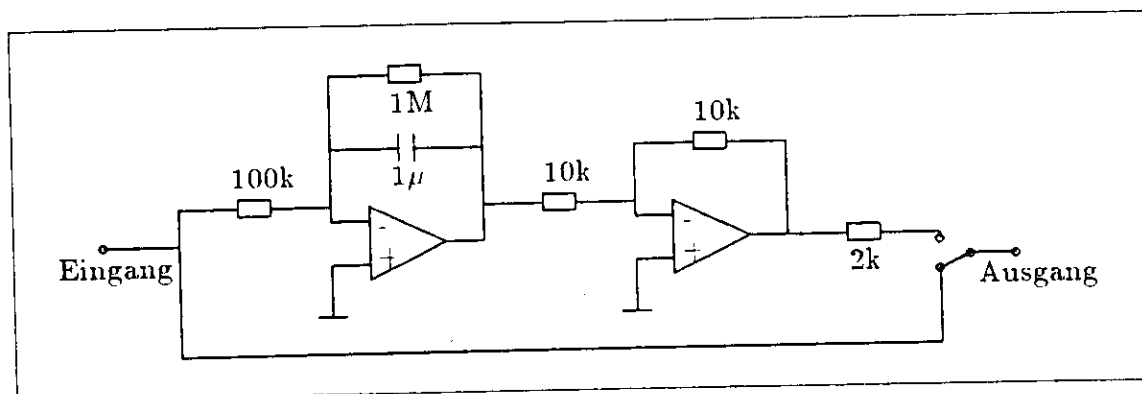 1M
10k
1μ
100k
10k
-
+
-
+
2k
Eingang
Ausgang